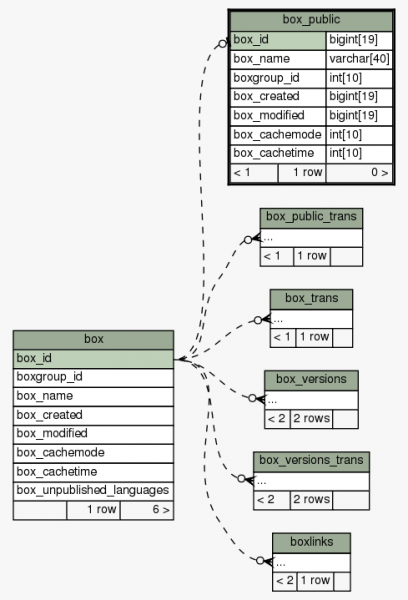 box_public
box_id bigint[19]
box_name varchar[40]
boxgroup_id int[10]
box_created bigint[19]
box_modified bigint[19]
box_cachemode int[10]
box_cachetime int[10]
< 1 1 row 0 >
box_public_trans
...
< 1 1 row
box_trans
...
< 1 1 row
box
box_id
boxgroup_id
box_name
box_created
box_modified
box_cachemode
box_cachetime
box_unpublished_languages
1 row 6 >
box_versions
...
< 2 2 rows
box_versions_trans
...
< 2 2 rows
boxlinks
...
< 2 1 row